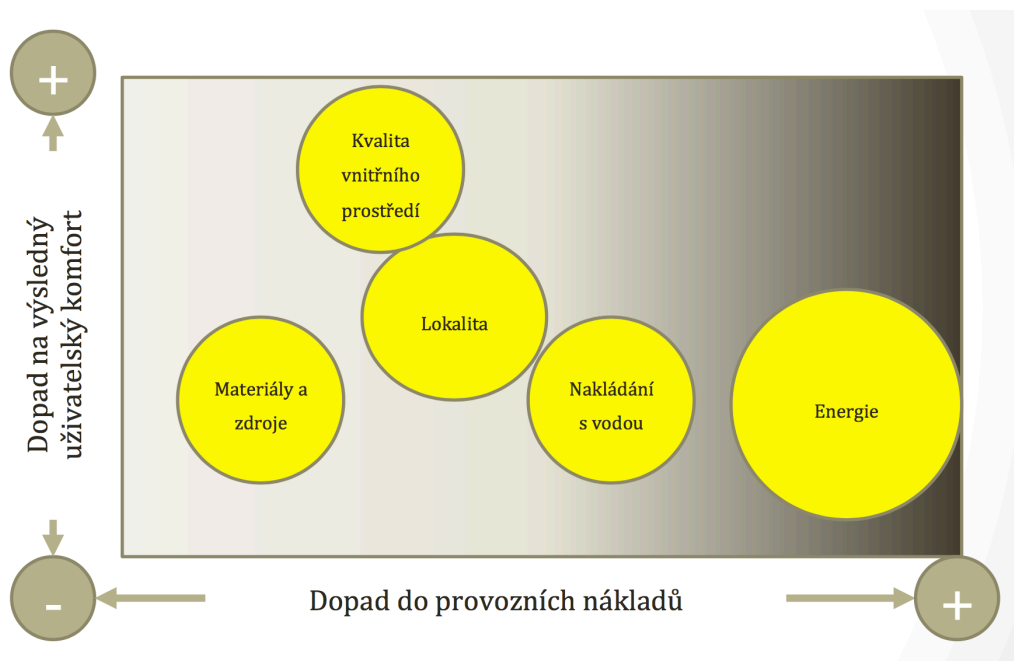 +
Dopad na výsledný
uživatelský komfort
-
Kvalita
vnitřního
prostředí
Lokalita
Materiály a
zdroje
Nakládání
s vodou
Energie
Dopad do provozních nákladů
+